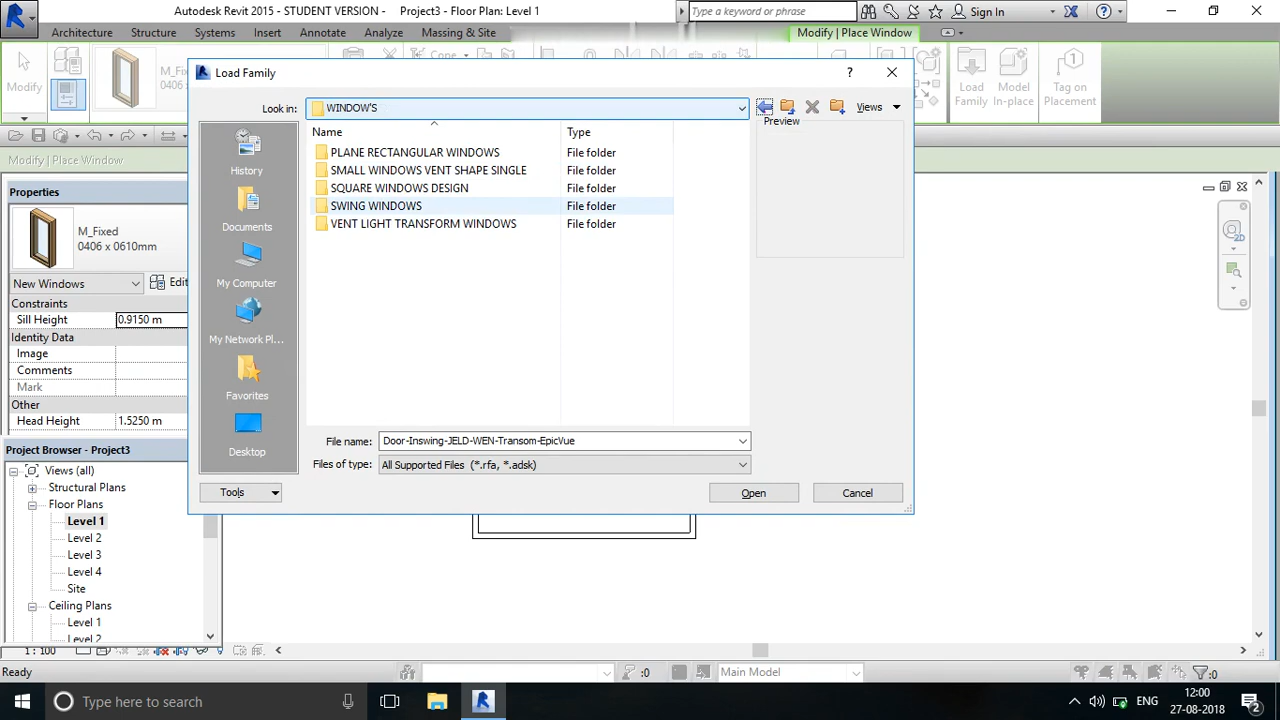 Autodesk Revit 2015 - STUDENT VERSION - Project3 - Floor Plan: Level 1
Type a keyword or phrase
Sign In
Architecture Structure Systems Insert Annotate Analyze Massing & Site Modify | Place Window
Modify
M_Fixed
Cope
Load Family
Model In-place
Tag on Placement
Modify | Place Window
Load Family
Look in: WINDOW'S
Views
Name Type
Preview
PLANE RECTANGULAR WINDOWS File folder
SMALL WINDOWS VENT SHAPE SINGLE File folder
SQUARE WINDOWS DESIGN File folder
SWING WINDOWS File folder
VENT LIGHT TRANSFORM WINDOWS File folder
History
Documents
My Computer
My Network Pl...
Favorites
Desktop
File name: Door-Inswing-JELD-WEN-Transom-EpicVue
Files of type: All Supported Files (*.rfa, *.adsk)
Tools
Open
Cancel
Properties
M_Fixed
0406 x 0610mm
New Windows Edit
Constraints
Sill Height 0.9150 m
Identity Data
Image
Comments
Mark
Other
Head Height 1.5250 m
Project Browser - Project3
Views (all)
Structural Plans
Floor Plans
Level 1
Level 2
Level 3
Level 4
Site
Ceiling Plans
Level 1
Level 2
2D
1 : 100
Ready
:0
Main Model
:0
Type here to search
ENG
12:00
27-08-2018
2